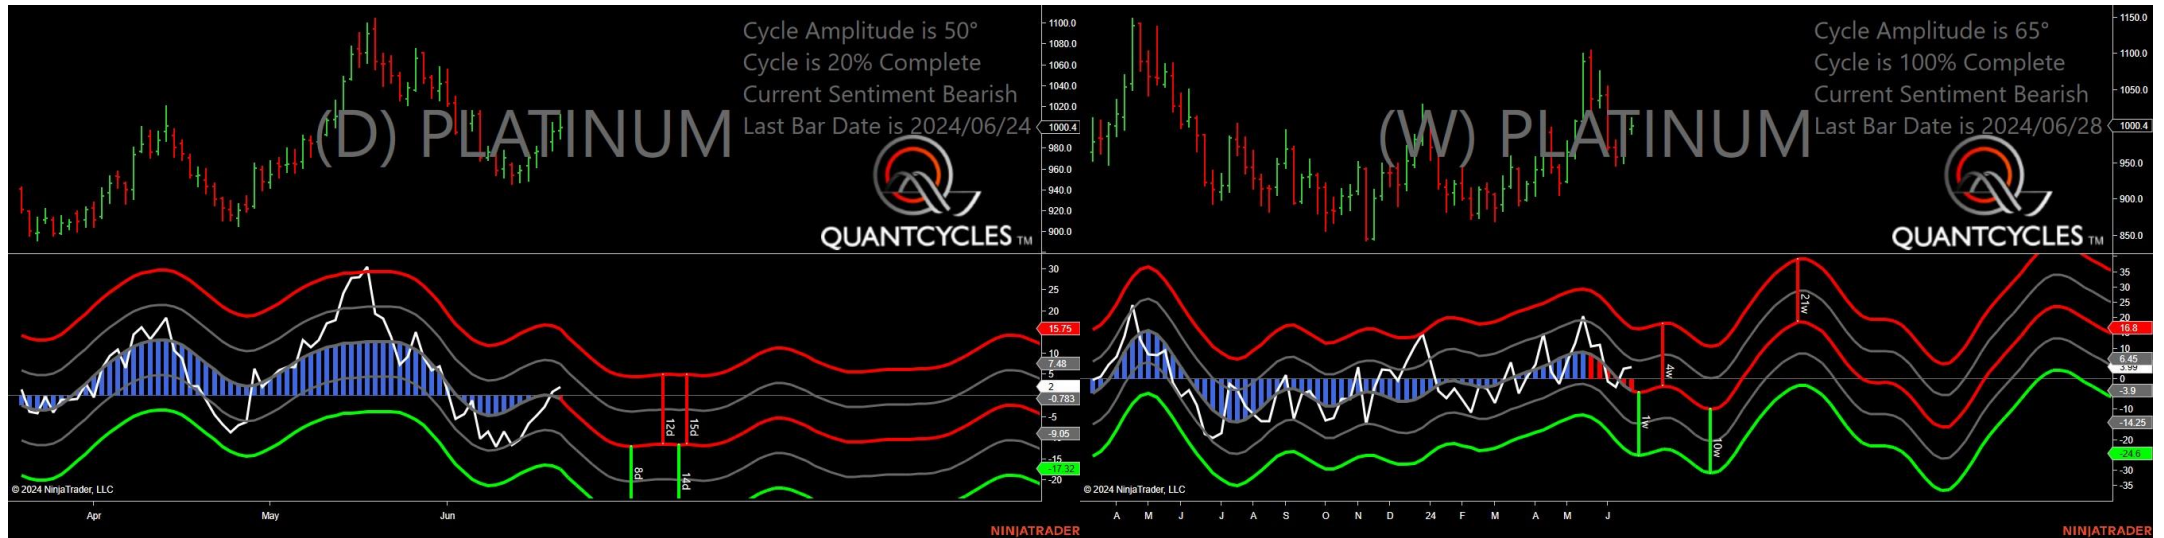 Cycle Amplitude is 50°
Cycle is 20% Complete
Current Sentiment Bearish
Last Bar Date is 2024/06/24
(D) PLATINUM
QUANTCYCLES TM
1100.0
1080.0
1060.0
1040.0
1020.0
1000.4
980.0
960.0
940.0
920.0
900.0
30
25
20
15.75
10
7.48
5
2
-0.783
-5
-9.05
-15
-17.32
-20
12d
15d
8d
14d
© 2024 NinjaTrader, LLC
Apr
May
Jun
NINJATRADER
Cycle Amplitude is 65°
Cycle is 100% Complete
Current Sentiment Bearish
Last Bar Date is 2024/06/28
(W) PLATINUM
QUANTCYCLES TM
1150.0
1100.0
1050.0
1000.4
950.0
900.0
850.0
35
30
25
20
16.8
10
6.45
3.99
0
-3.9
-10
-14.25
-20
-24.6
-30
-35
4w
21w
1w
10w
© 2024 NinjaTrader, LLC
A M J J A S O N D 24 F M A M J
NINJATRADER